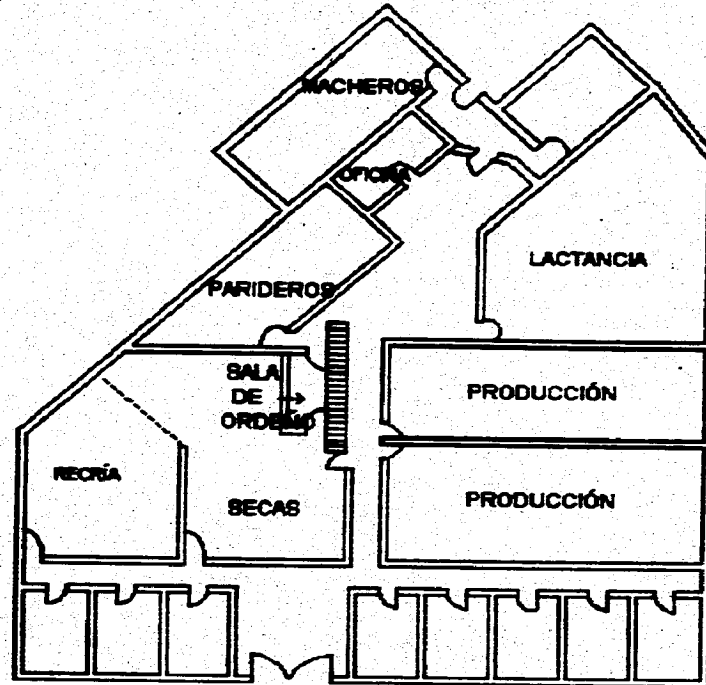 MACHEROS
OFICINA
LACTANCIA
PARIDEROS
SALA
DE
ORDEÑO
PRODUCCIÓN
RECRÍA
SECAS
PRODUCCIÓN